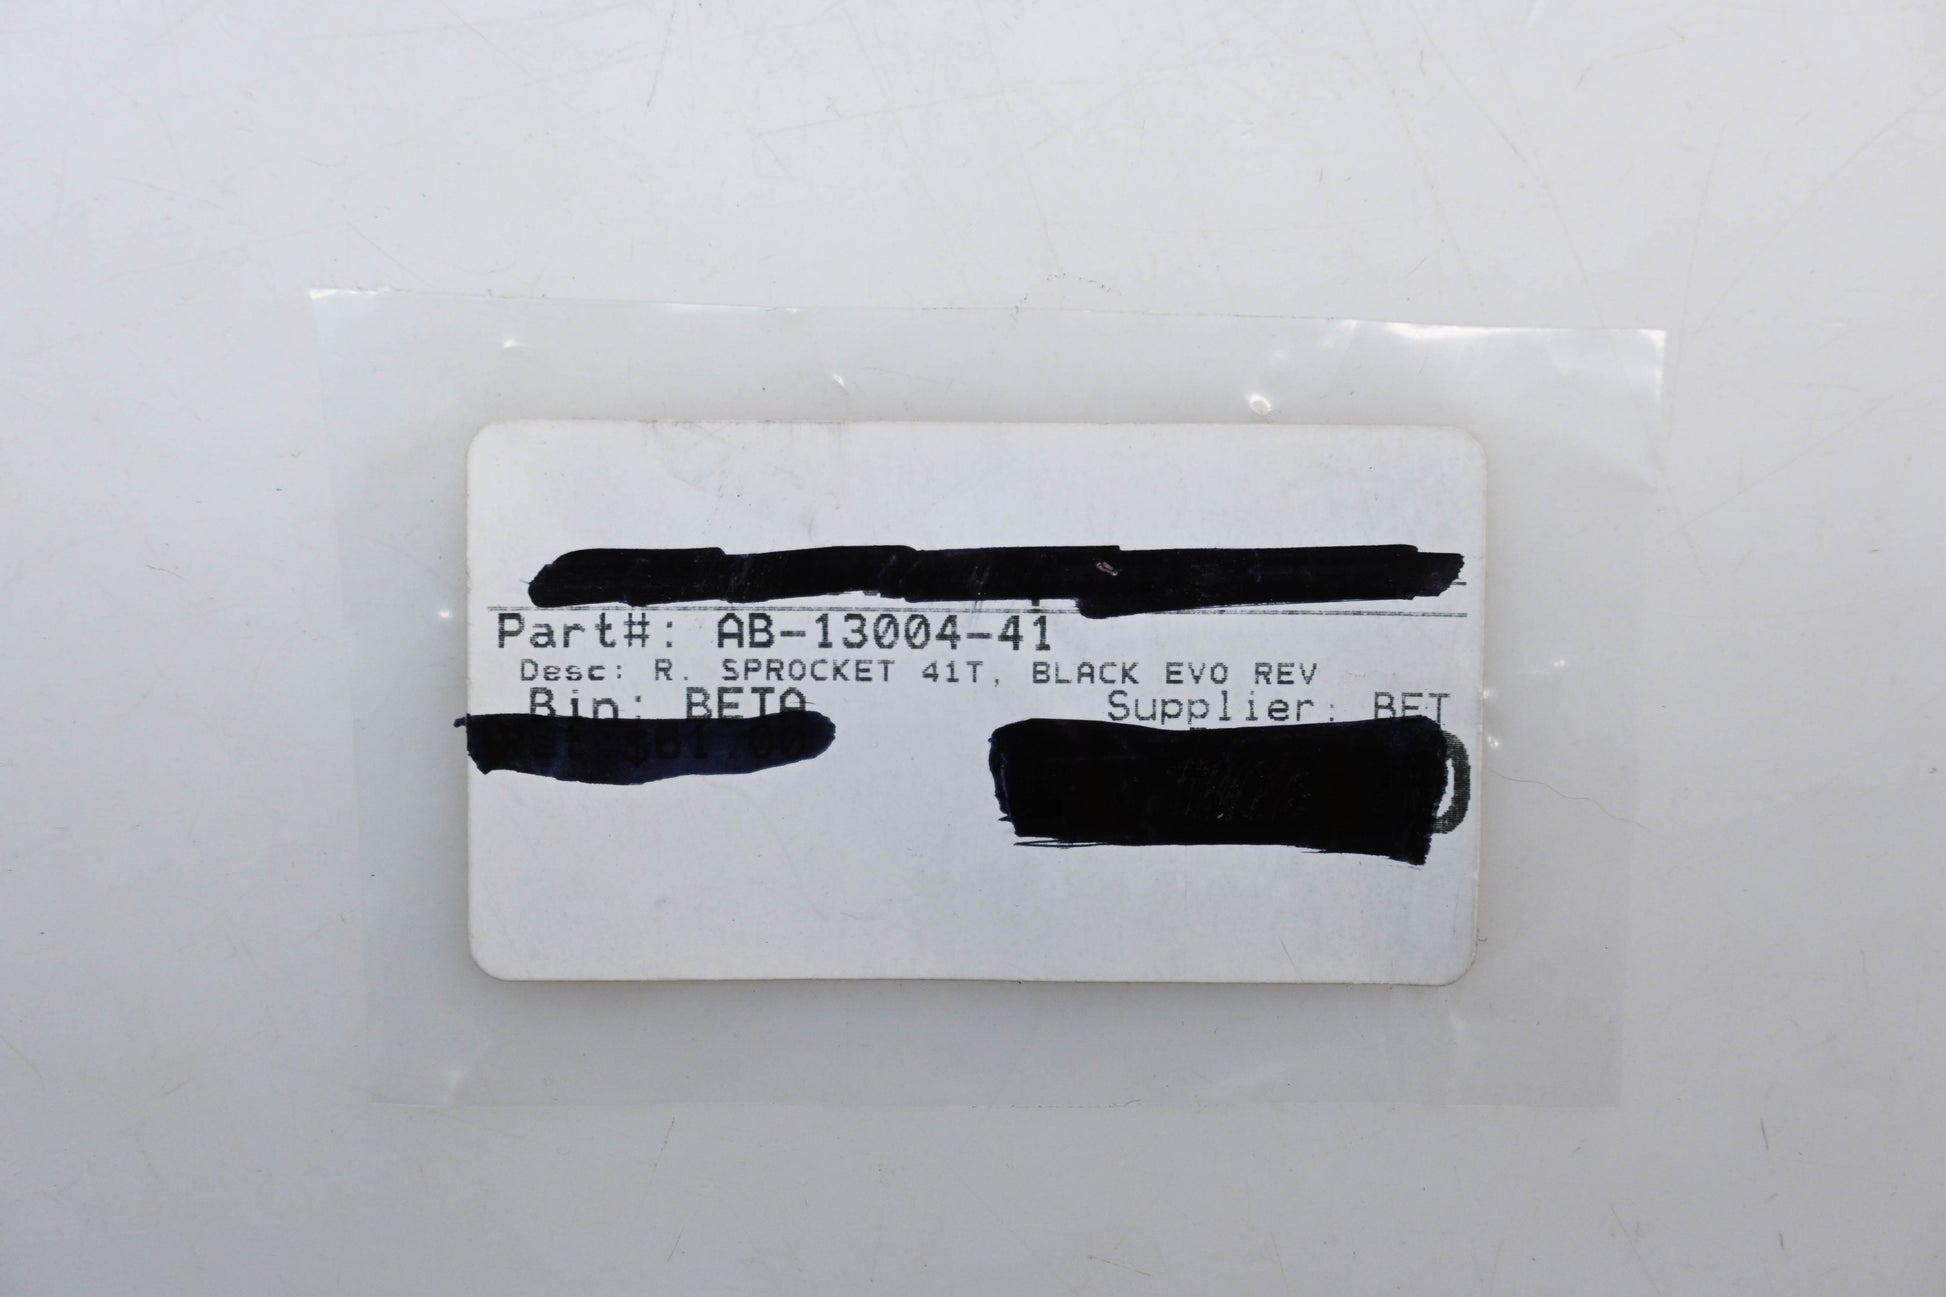 Part#: AB-13004-41
Desc: R. SPROCKET 41T, BLACK EVO REV
Bin: BETA
Supplier: BET